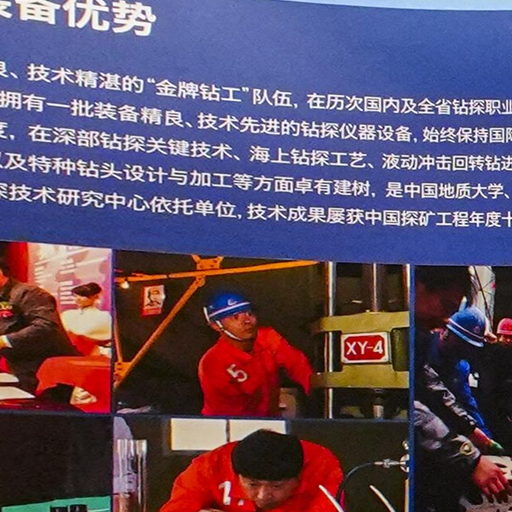 装备优势
良、技术精湛的“金牌钻工”队伍，在历次国内及全省钻探职业
拥有一批装备精良、技术先进的钻探仪器设备，始终保持国际
度，在深部钻探关键技术、海上钻探工艺、液动冲击回转钻进
以及特种钻头设计与加工等方面卓有建树，是中国地质大学、
探技术研究中心依托单位，技术成果屡获中国探矿工程年度十
XY-4
5
1